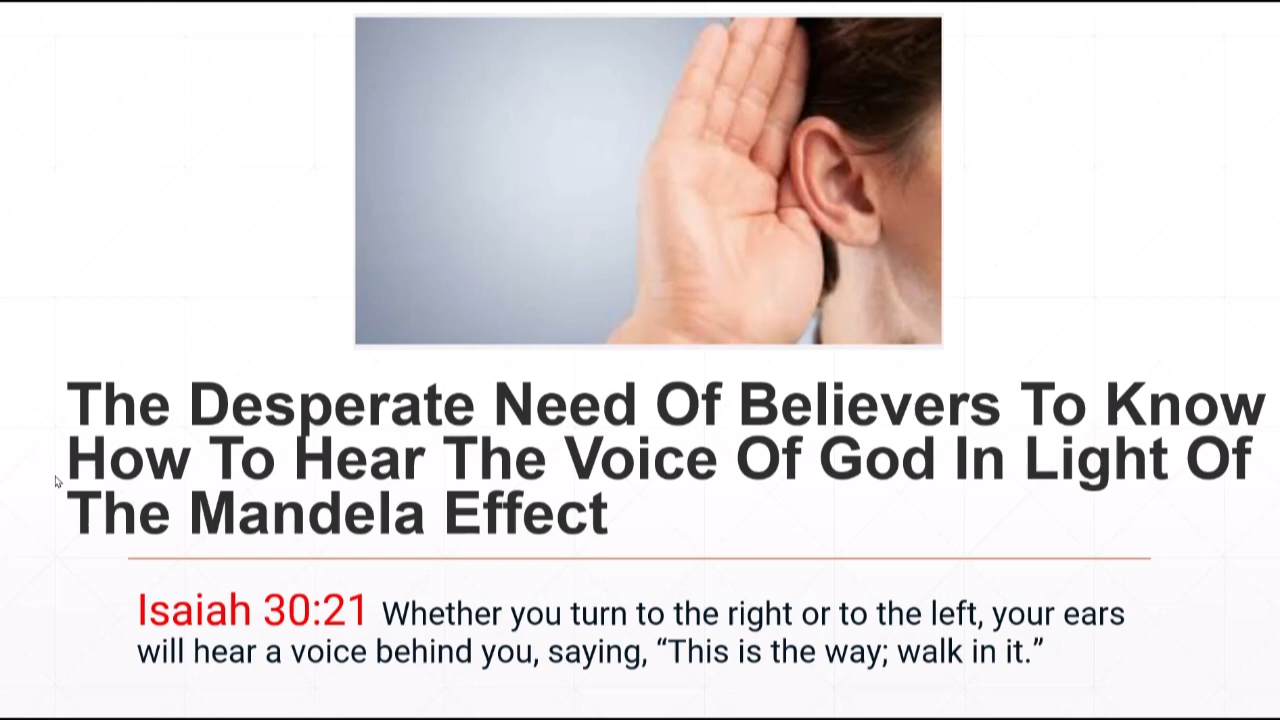 The Desperate Need Of Believers To Know
How To Hear The Voice Of God In Light Of
The Mandela Effect
Isaiah 30:21 Whether you turn to the right or to the left, your ears
will hear a voice behind you, saying, “This is the way; walk in it.”